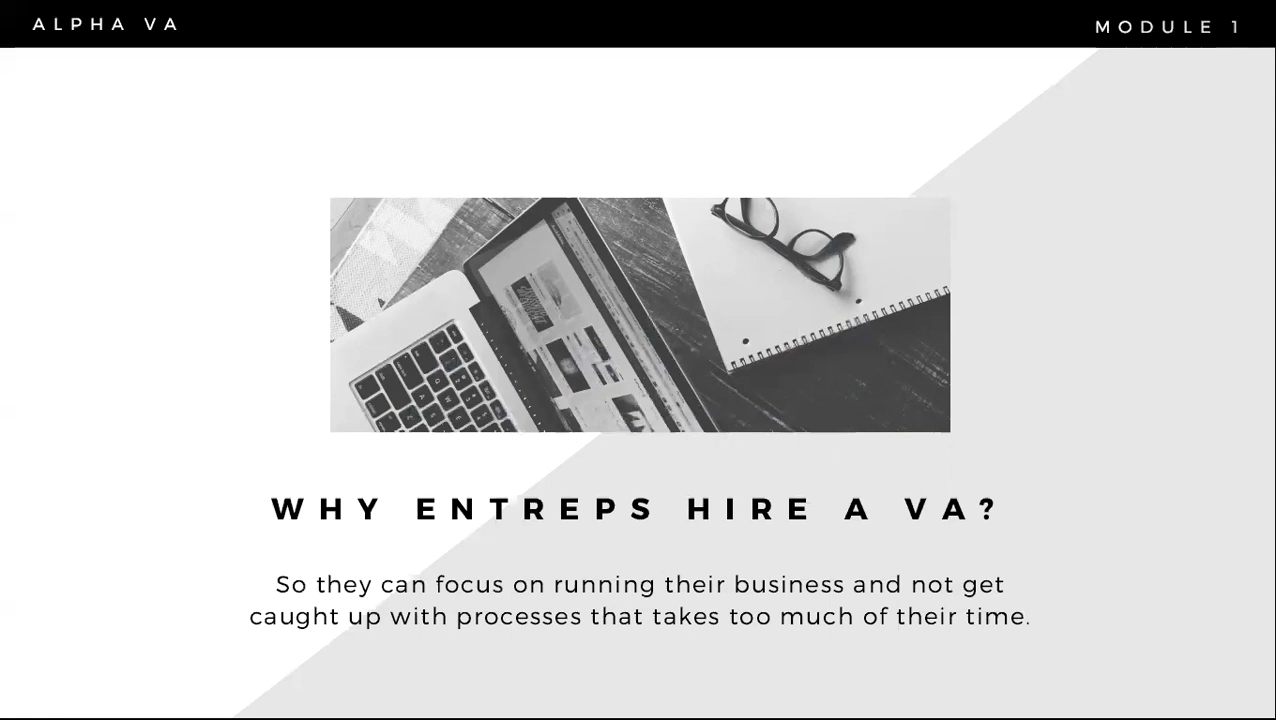 ALPHA VA
MODULE 1
WHY ENTREPS HIRE A VA?
So they can focus on running their business and not get
caught up with processes that takes too much of their time.